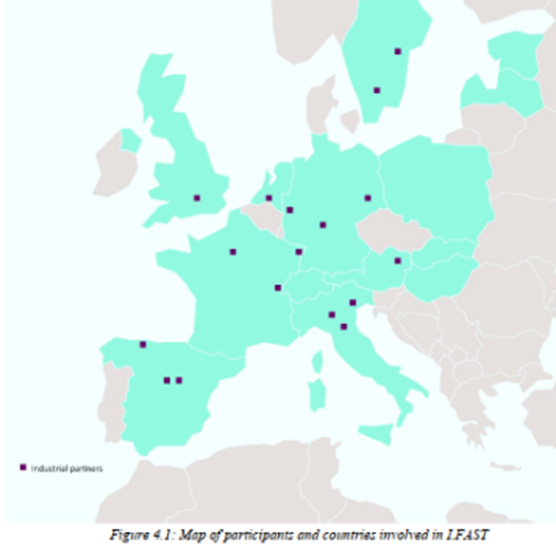 Industrial partners
Figure 4.1: Map of participants and countries involved in I.FAST